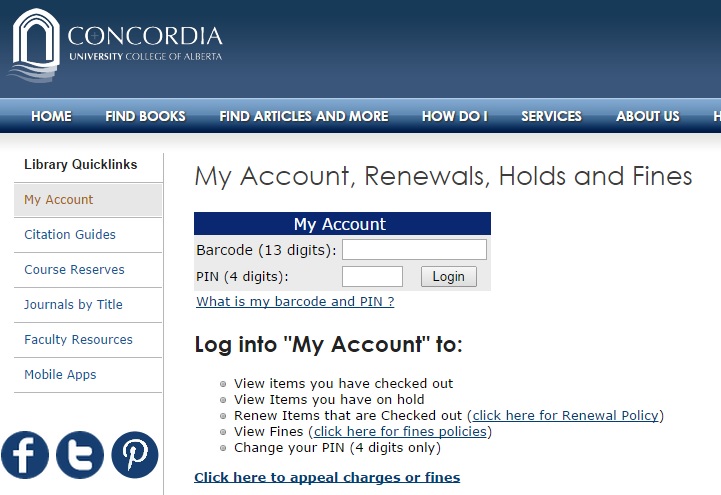 CONCORDIA
UNIVERSITY COLLEGE OF ALBERTA
HOME FIND BOOKS FIND ARTICLES AND MORE HOW DO I SERVICES ABOUT US H
Library Quicklinks
My Account
Citation Guides
Course Reserves
Journals by Title
Faculty Resources
Mobile Apps
My Account, Renewals, Holds and Fines
My Account
Barcode (13 digits):
PIN (4 digits): Login
What is my barcode and PIN ?
Log into "My Account" to:
View items you have checked out
View Items you have on hold
Renew Items that are Checked out (click here for Renewal Policy)
View Fines (click here for fines policies)
Change your PIN (4 digits only)
Click here to appeal charges or fines